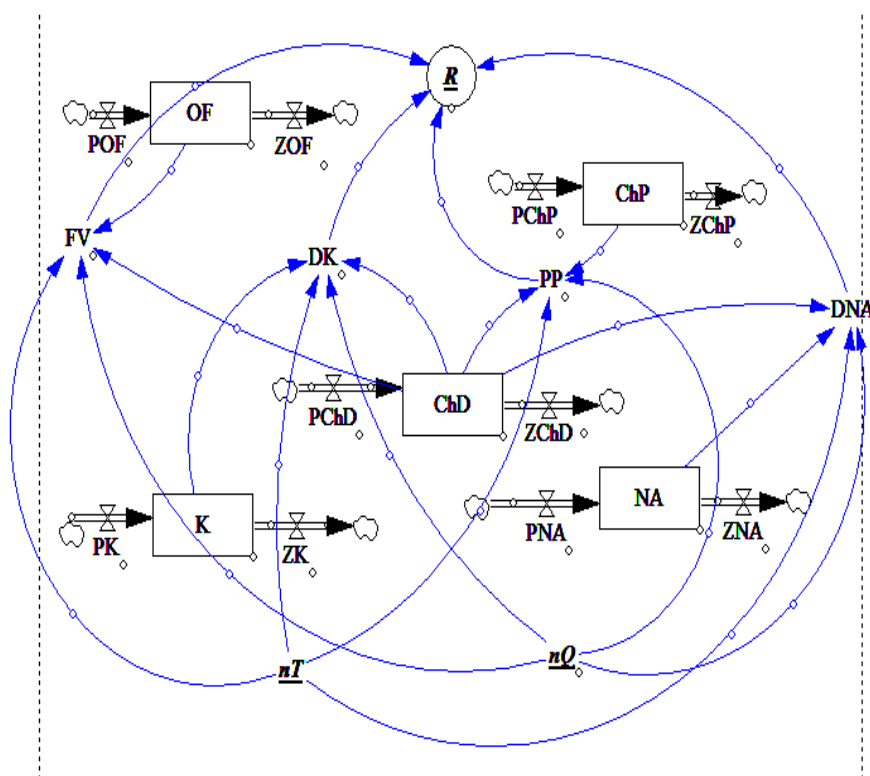 R
OF
POF
ZOF
ChP
PChP
ZChP
FV
DK
PP
DNA
ChD
PChD
ZChD
NA
K
PNA
ZNA
PK
ZK
nT
nQ